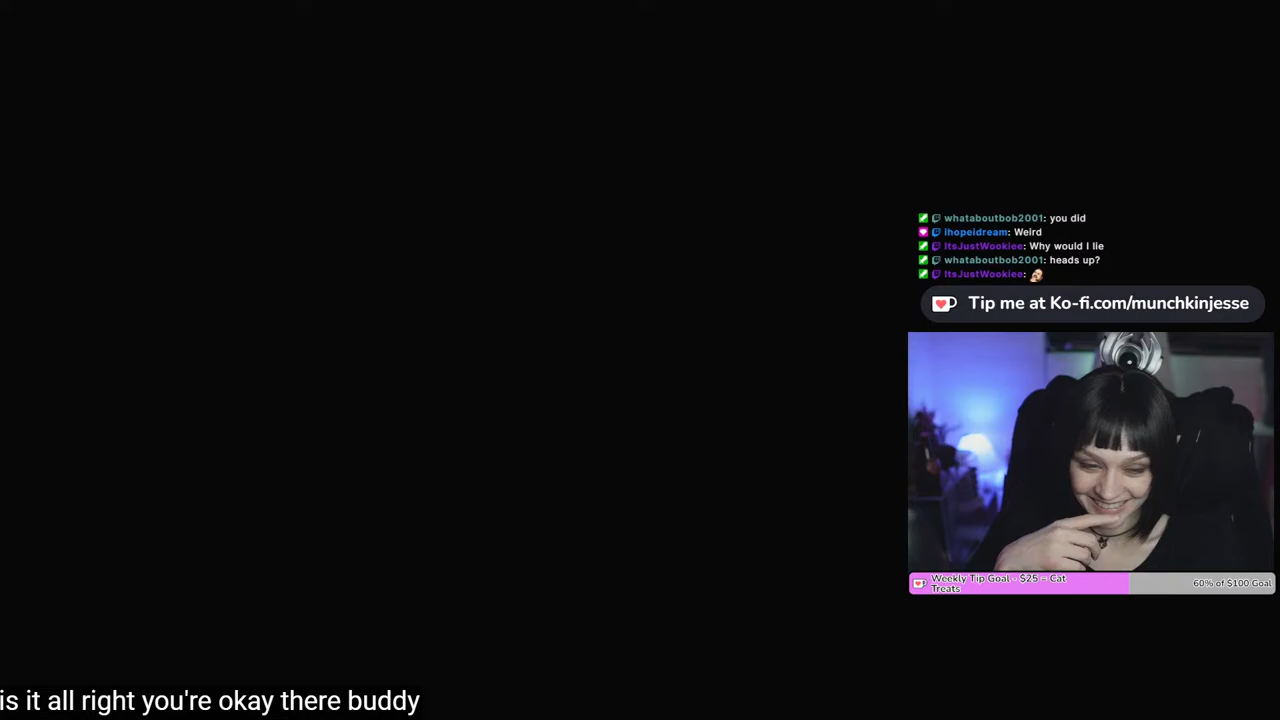 whataboutbob2001: you did
ihopeidream: Weird
ItsJustWookiee: Why would I lie
whataboutbob2001: heads up?
ItsJustWookiee:
Tip me at Ko-fi.com/munchkinjesse
Weekly Tip Goal - $25 = Cat
Treats
60% of $100 Goal
is it all right you're okay there buddy